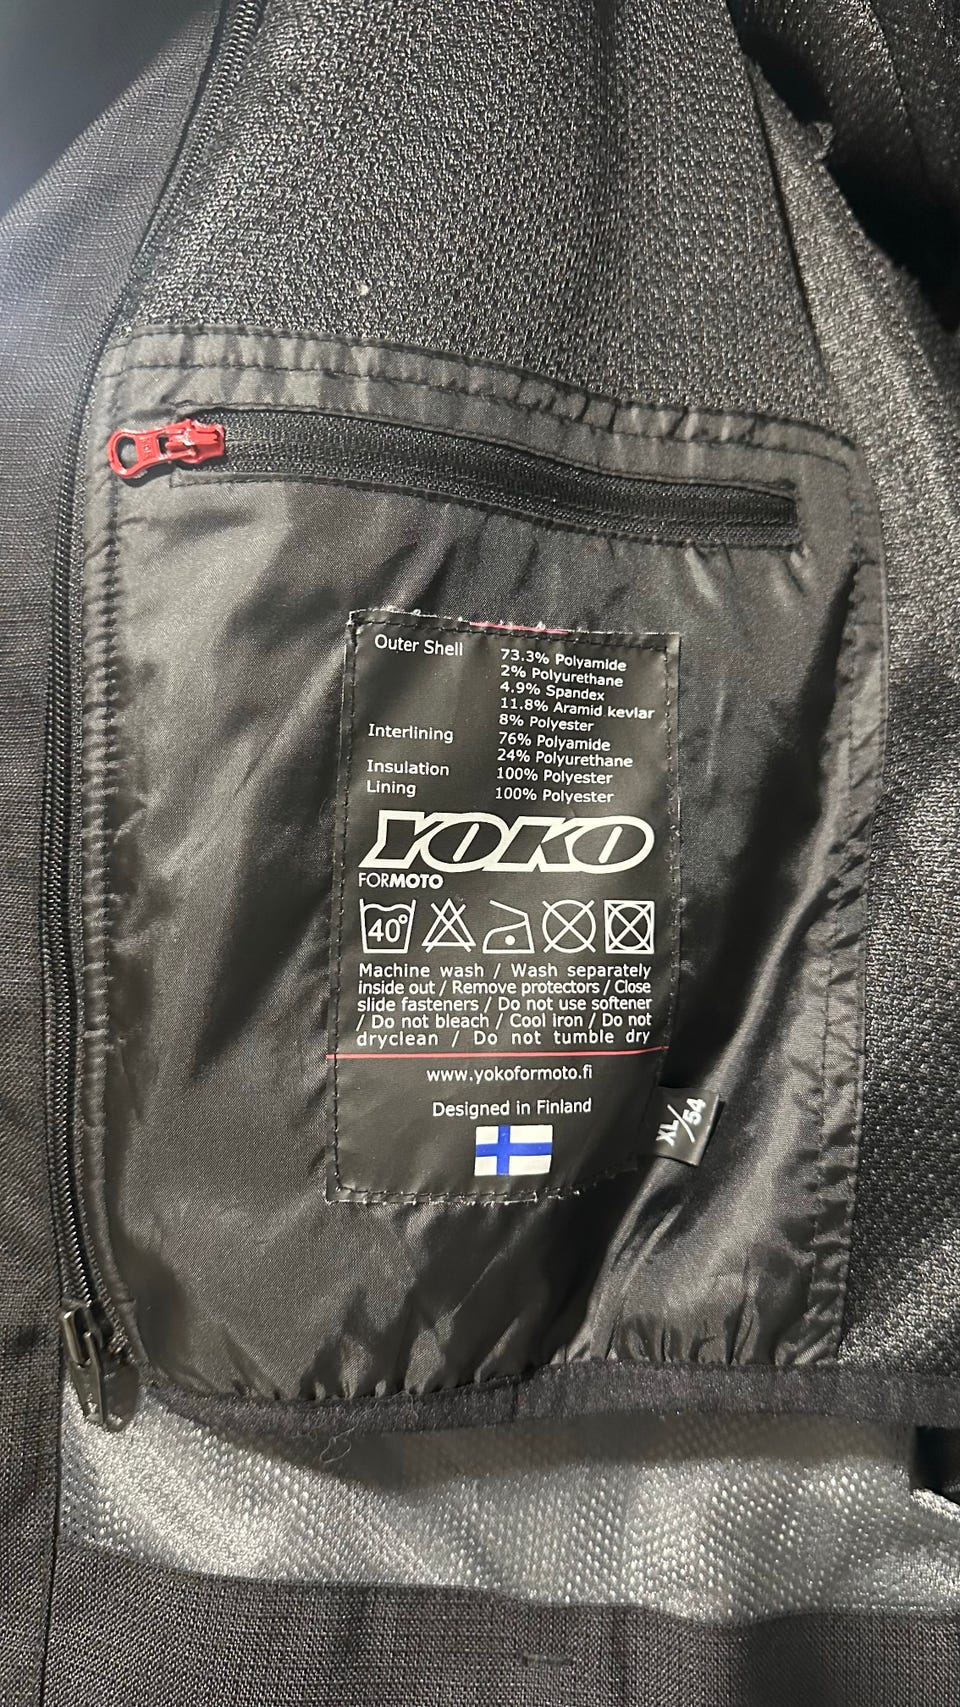 Outer Shell 73.3% Polyamide
2% Polyurethane
4.9% Spandex
11.8% Aramid kevlar
8% Polyester
Interlining 76% Polyamide
24% Polyurethane
Insulation 100% Polyester
Lining 100% Polyester
YOKO
FORMOTO
40°
Machine wash / Wash separately
inside out / Remove protectors / Close
slide fasteners / Do not use softener
/ Do not bleach / Cool iron / Do not
dryclean / Do not tumble dry
www.yokoformoto.fi
Designed in Finland
XL/54